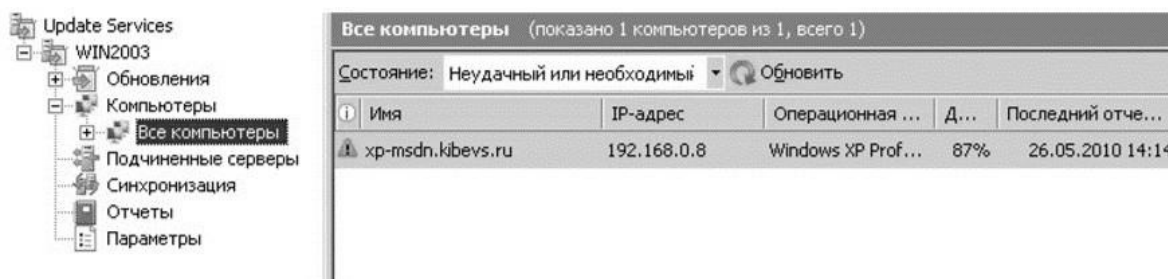 Update Services
WIN2003
Обновления
Компьютеры
Все компьютеры
Подчиненные серверы
Синхронизация
Отчеты
Параметры
Все компьютеры (показано 1 компьютеров из 1, всего 1)
Состояние: Неудачный или необходимый Обновить
Имя IP-адрес Операционная ... Д... Последний отче...
xp-msdn.kibevs.ru 192.168.0.8 Windows XP Prof... 87% 26.05.2010 14:14